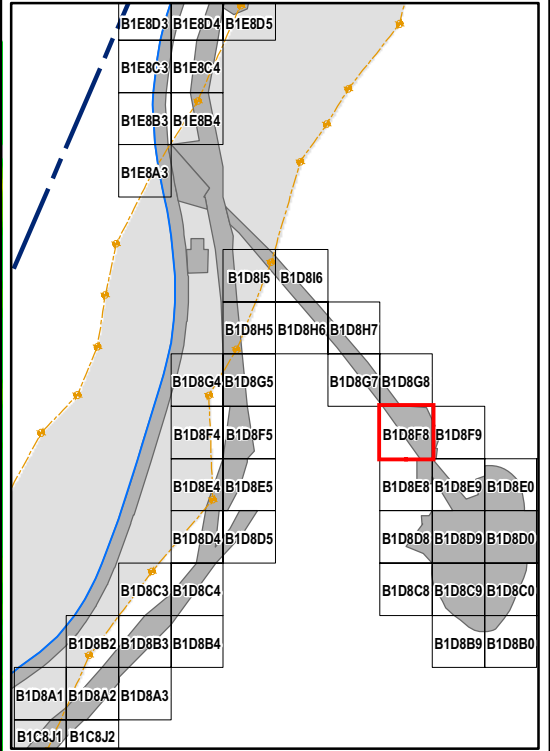 B1E8D3 B1E8D4 B1E8D5
B1E8C3 B1E8C4
B1E8B3 B1E8B4
B1E8A3
B1D8I5 B1D8I6
B1D8H5 B1D8H6 B1D8H7
B1D8G4 B1D8G5 B1D8G7 B1D8G8
B1D8F4 B1D8F5 B1D8F8 B1D8F9
B1D8E4 B1D8E5 B1D8E8 B1D8E9 B1D8E0
B1D8D4 B1D8D5 B1D8D8 B1D8D9 B1D8D0
B1D8C3 B1D8C4 B1D8C8 B1D8C9 B1D8C0
B1D8B2 B1D8B3 B1D8B4 B1D8B9 B1D8B0
B1D8A1 B1D8A2 B1D8A3
B1C8J1 B1C8J2